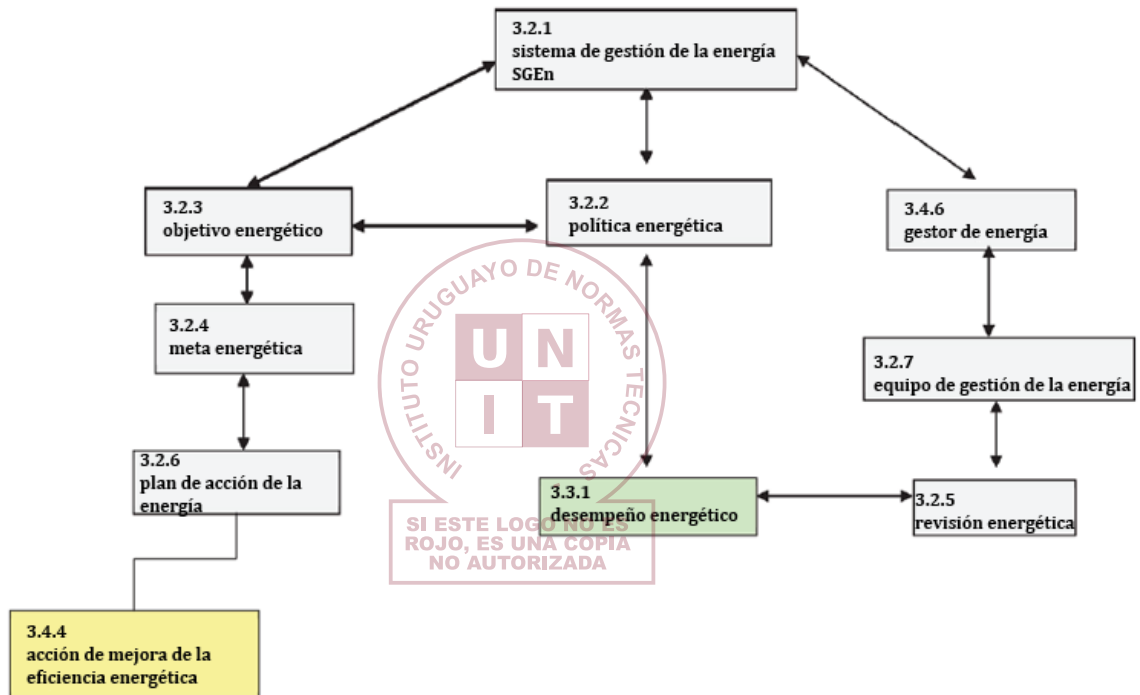 3.2.1
sistema de gestión de la energía
SGEn
3.2.3
objetivo energético
3.2.2
política energética
3.4.6
gestor de energía
3.2.4
meta energética
3.2.7
equipo de gestión de la energía
3.2.6
plan de acción de la
energía
3.3.1
desempeño energético
3.2.5
revisión energética
3.4.4
acción de mejora de la
eficiencia energética
INSTITUTO URUGUAYO DE NORMAS TECNICAS
U N
I T
SI ESTE LOGO NO ES
ROJO, ES UNA COPIA
NO AUTORIZADA